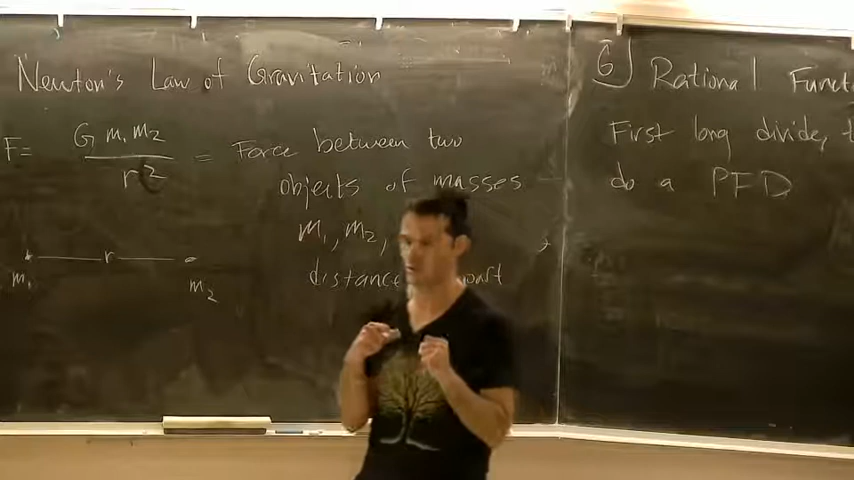 Newton's Law of Gravitation
F= G m₁ m₂ / r² = Force between two
objects of masses
m₁, m₂,
distance
m₁ r m₂
6) Rational Funct
First long divide, t
do a PFD